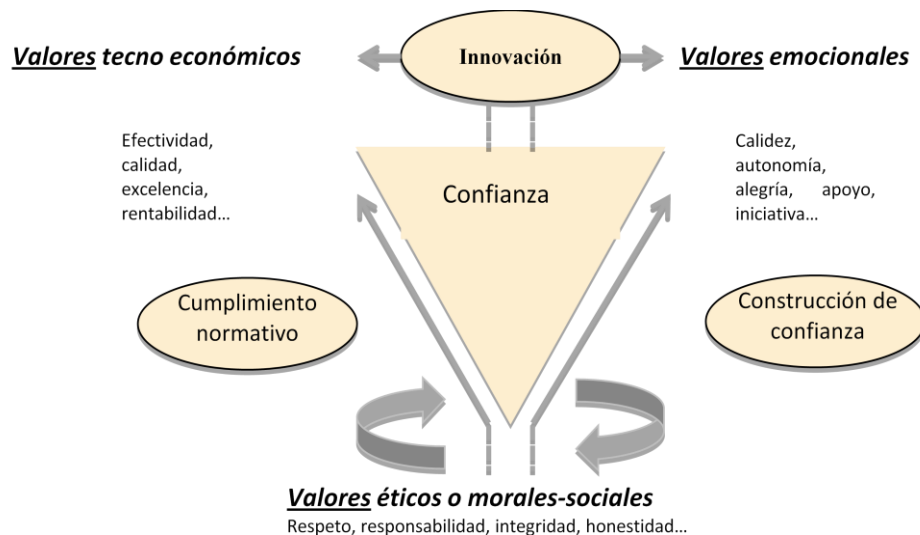 Valores tecno económicos
Innovación
Valores emocionales
Efectividad,
calidad,
excelencia,
rentabilidad…
Confianza
Calidez,
autonomía,
alegría, apoyo,
iniciativa…
Cumplimiento
normativo
Construcción de
confianza
Valores éticos o morales-sociales
Respeto, responsabilidad, integridad, honestidad…